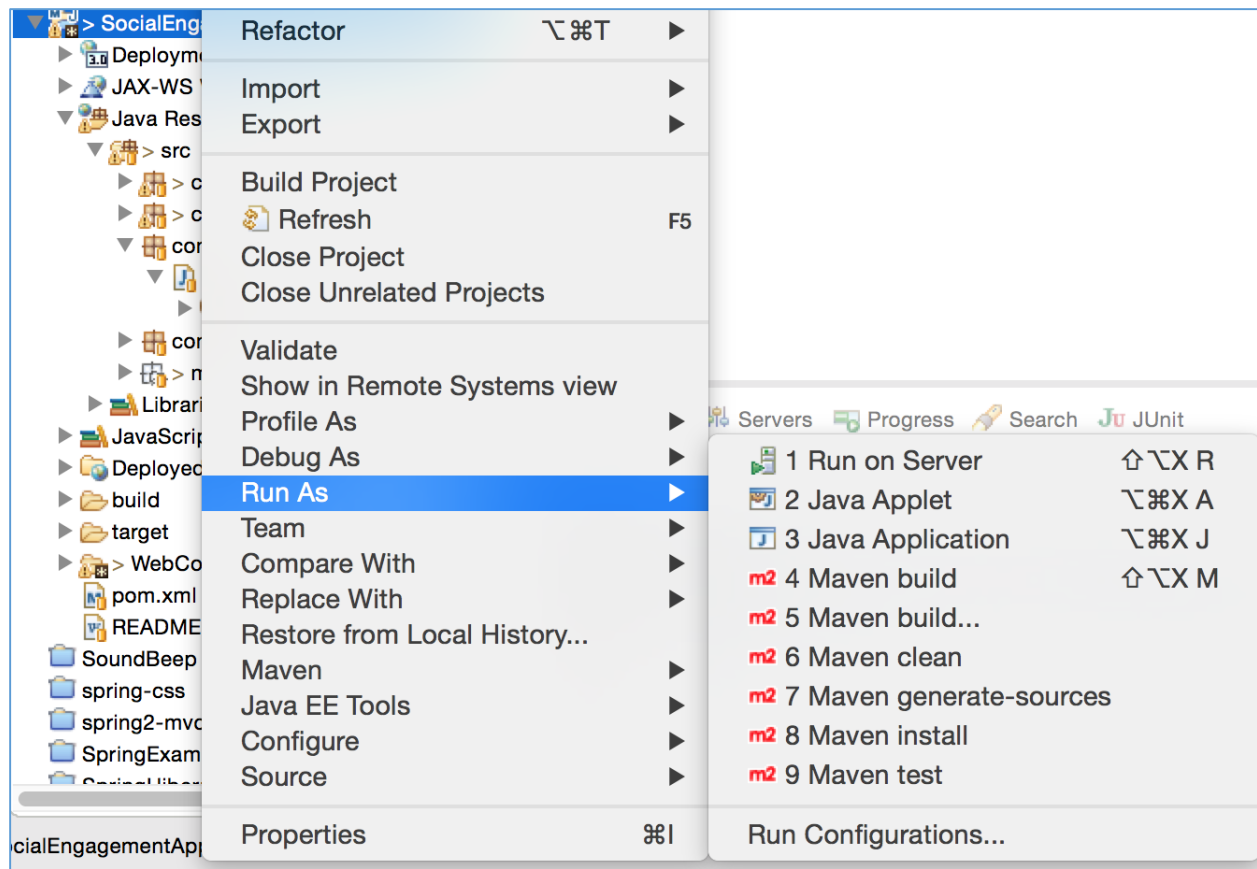 > SocialEng
Deployme
JAX-WS
Java Res
> src
> c
> c
cor
cor
> m
Librari
JavaScrip
Deployed
build
target
> WebCo
pom.xml
README
SoundBeep
spring-css
spring2-mvc
SpringExam
SpringHiber
ocialEngagementApp
Refactor ⌥⌘T
Import
Export
Build Project
Refresh F5
Close Project
Close Unrelated Projects
Validate
Show in Remote Systems view
Profile As
Debug As
Run As
Team
Compare With
Replace With
Restore from Local History...
Maven
Java EE Tools
Configure
Source
Properties ⌘I
Servers Progress Search Ju JUnit
1 Run on Server ⇧⌥X R
2 Java Applet ⌥⌘X A
3 Java Application ⌥⌘X J
m2 4 Maven build ⇧⌥X M
m2 5 Maven build...
m2 6 Maven clean
m2 7 Maven generate-sources
m2 8 Maven install
m2 9 Maven test
Run Configurations...